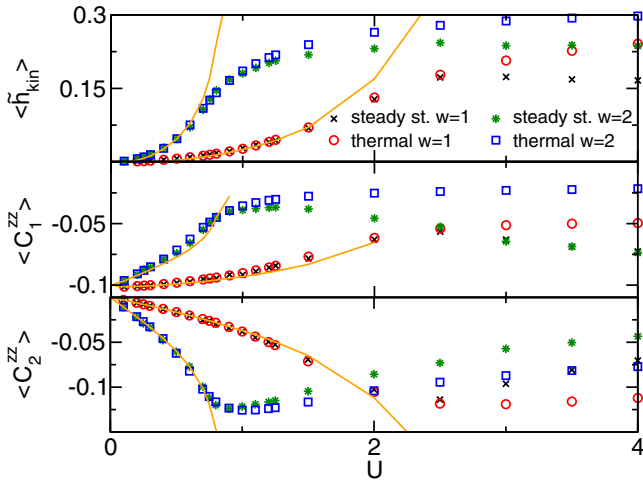 0.3
0.15
<h̃kin>
× steady st. w=1 ✱ steady st. w=2
○ thermal w=1 □ thermal w=2
-0.05
-0.1
<C₁ᶻᶻ>
-0.05
-0.1
<C₂ᶻᶻ>
0 1 2 3 4
U